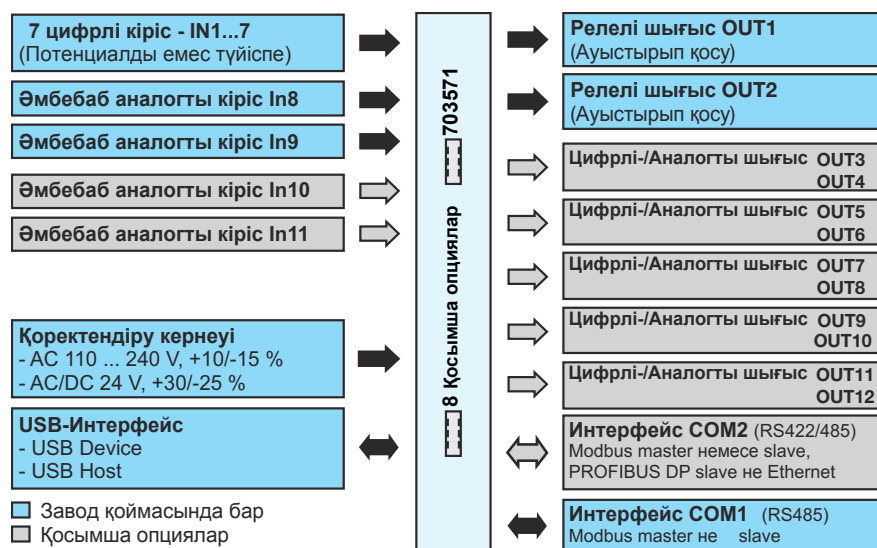 7 цифрлі кіріс - IN1...7
(Потенциалды емес түйіспе)
Әмбебаб аналогты кіріс In8
Әмбебаб аналогты кіріс In9
Әмбебаб аналогты кіріс In10
Әмбебаб аналогты кіріс In11
Қоректендіру кернеуі
- AC 110 ... 240 V, +10/-15 %
- AC/DC 24 V, +30/-25 %
USB-Интерфейс
- USB Device
- USB Host
Завод қоймасында бар
Қосымша опциялар
703571
8 Қосымша опциялар
Релелі шығыс OUT1
(Ауыстырып қосу)
Релелі шығыс OUT2
(Ауыстырып қосу)
Цифрлі-/Аналогты шығыс OUT3
OUT4
Цифрлі-/Аналогты шығыс OUT5
OUT6
Цифрлі-/Аналогты шығыс OUT7
OUT8
Цифрлі-/Аналогты шығыс OUT9
OUT10
Цифрлі-/Аналогты шығыс OUT11
OUT12
Интерфейс COM2 (RS422/485)
Modbus master немесе slave,
PROFIBUS DP slave не Ethernet
Интерфейс COM1 (RS485)
Modbus master не slave